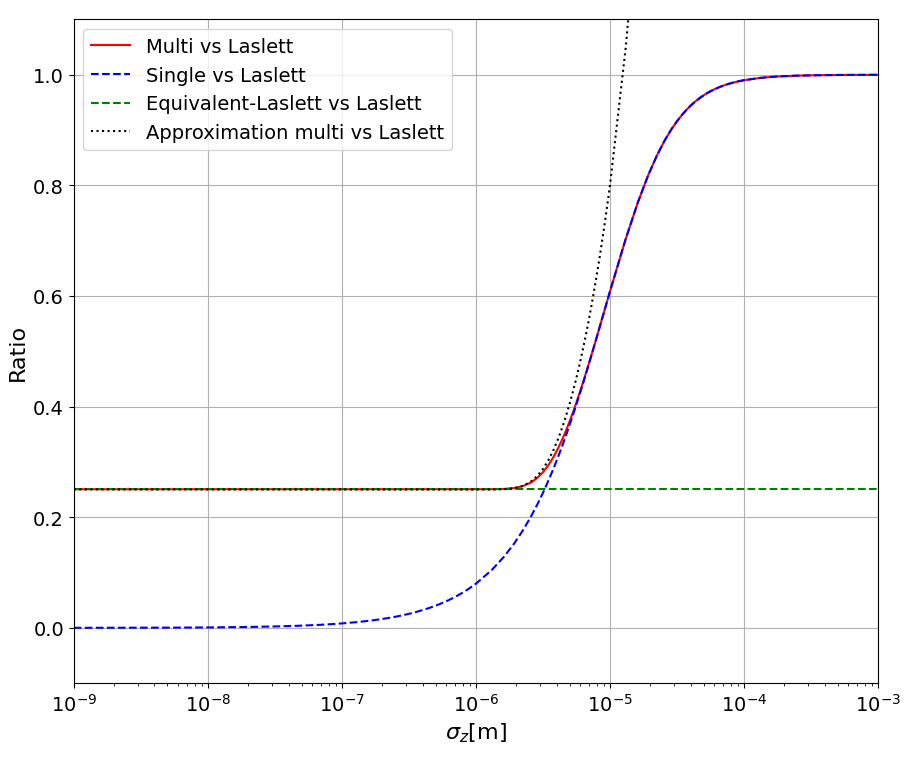 Multi vs Laslett
Single vs Laslett
Equivalent-Laslett vs Laslett
Approximation multi vs Laslett
1.0
0.8
0.6
0.4
0.2
0.0
Ratio
10⁻⁹ 10⁻⁸ 10⁻⁷ 10⁻⁶ 10⁻⁵ 10⁻⁴ 10⁻³
σz[m]